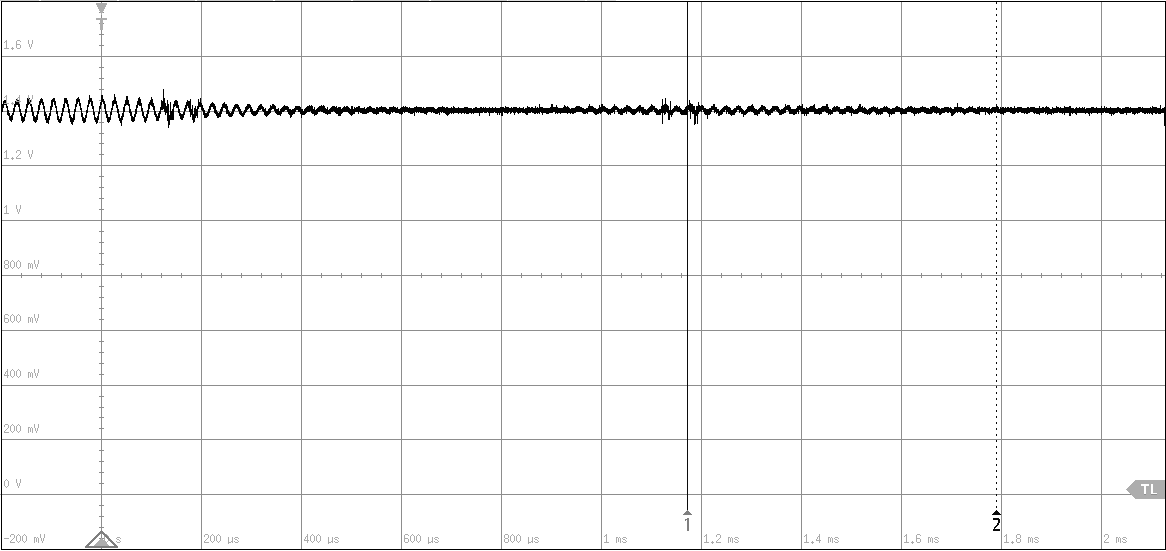 T
1.6 V
1.4 V
1.2 V
1 V
800 mV
600 mV
400 mV
200 mV
0 V
TL
1
2
-200 mV
s
200 µs
400 µs
600 µs
800 µs
1 ms
1.2 ms
1.4 ms
1.6 ms
1.8 ms
2 ms